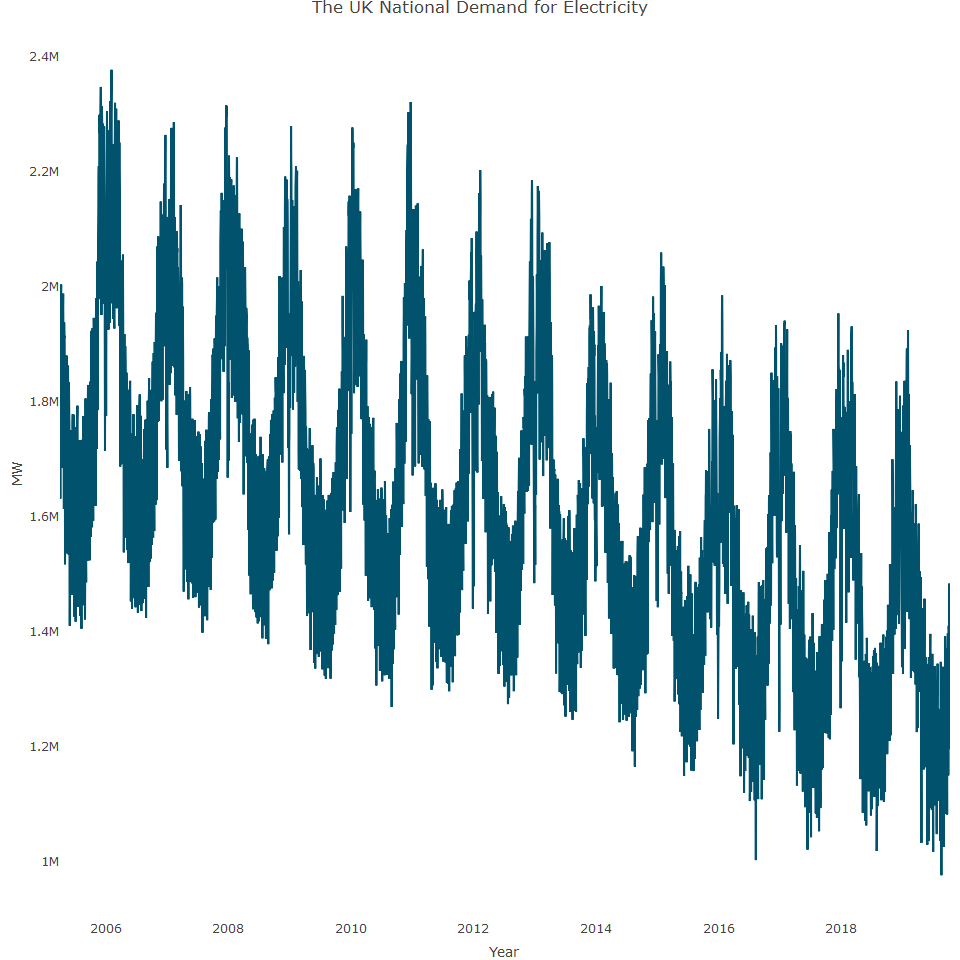 The UK National Demand for Electricity
2.4M
2.2M
2M
1.8M
1.6M
1.4M
1.2M
1M
MW
2006 2008 2010 2012 2014 2016 2018
Year